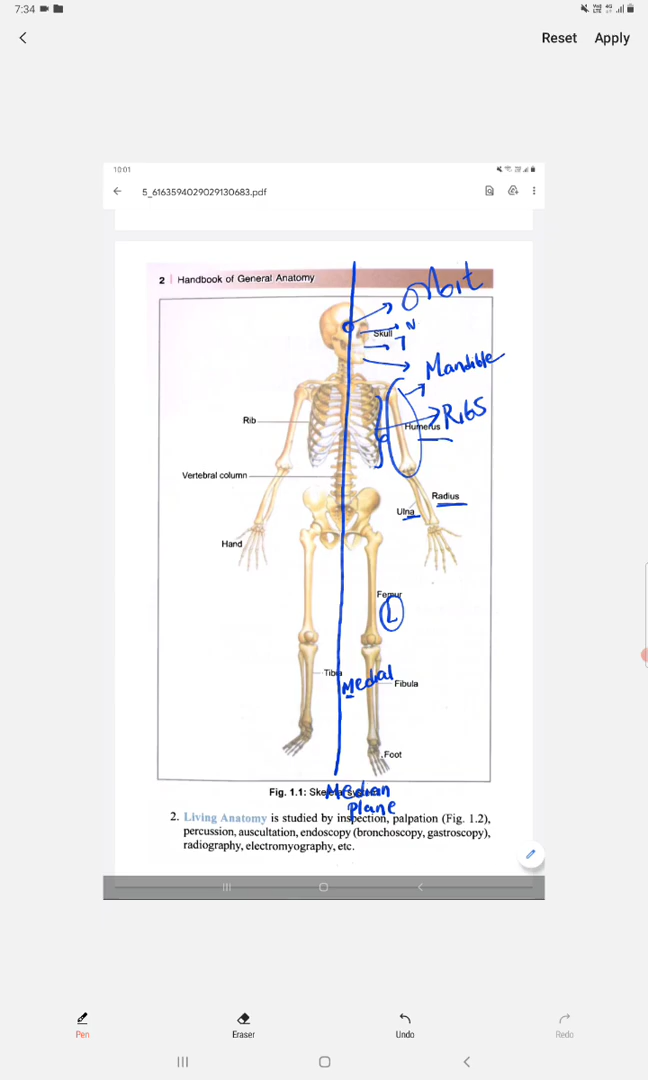 7:34
Reset Apply
10:01
5_6163594029029130683.pdf
2 | Handbook of General Anatomy
Orbit
Skull
N
T
Mandible
Ribs
Rib
Humerus
Vertebral column
Radius
Ulna
Hand
Femur
L
Tibia
Medial
Fibula
Foot
Fig. 1.1: Ske
Median
plane
2. Living Anatomy is studied by inspection, palpation (Fig. 1.2),
percussion, auscultation, endoscopy (bronchoscopy, gastroscopy),
radiography, electromyography, etc.
Pen Eraser Undo Redo